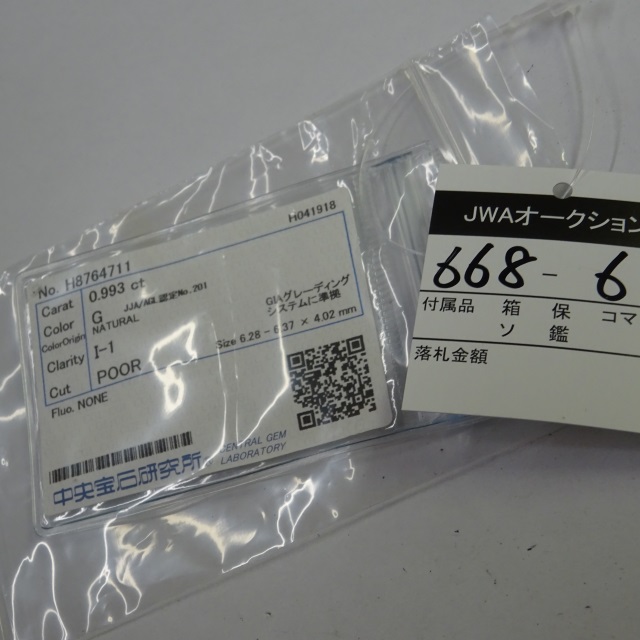 No. H8764711
H041918
Carat 0.993 ct
Color G JJA/AGL認定No.201
ColorOrigin NATURAL
GIAグレーディング
システムに準拠
Clarity I-1
Size 6.28 - 6.37 × 4.02 mm
Cut POOR
Fluo. NONE
中央宝石研究所
CENTRAL GEM
LABORATORY
JWAオークション
668-6
付属品 箱 保 コマ
ソ 鑑
落札金額